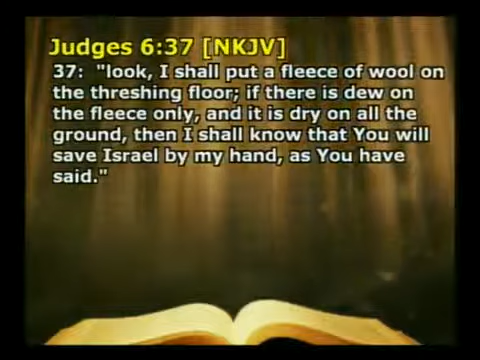 Judges 6:37 [NKJV]
37:  "look, I shall put a fleece of wool on
the threshing floor; if there is dew on
the fleece only, and it is dry on all the
ground, then I shall know that You will
save Israel by my hand, as You have
said."